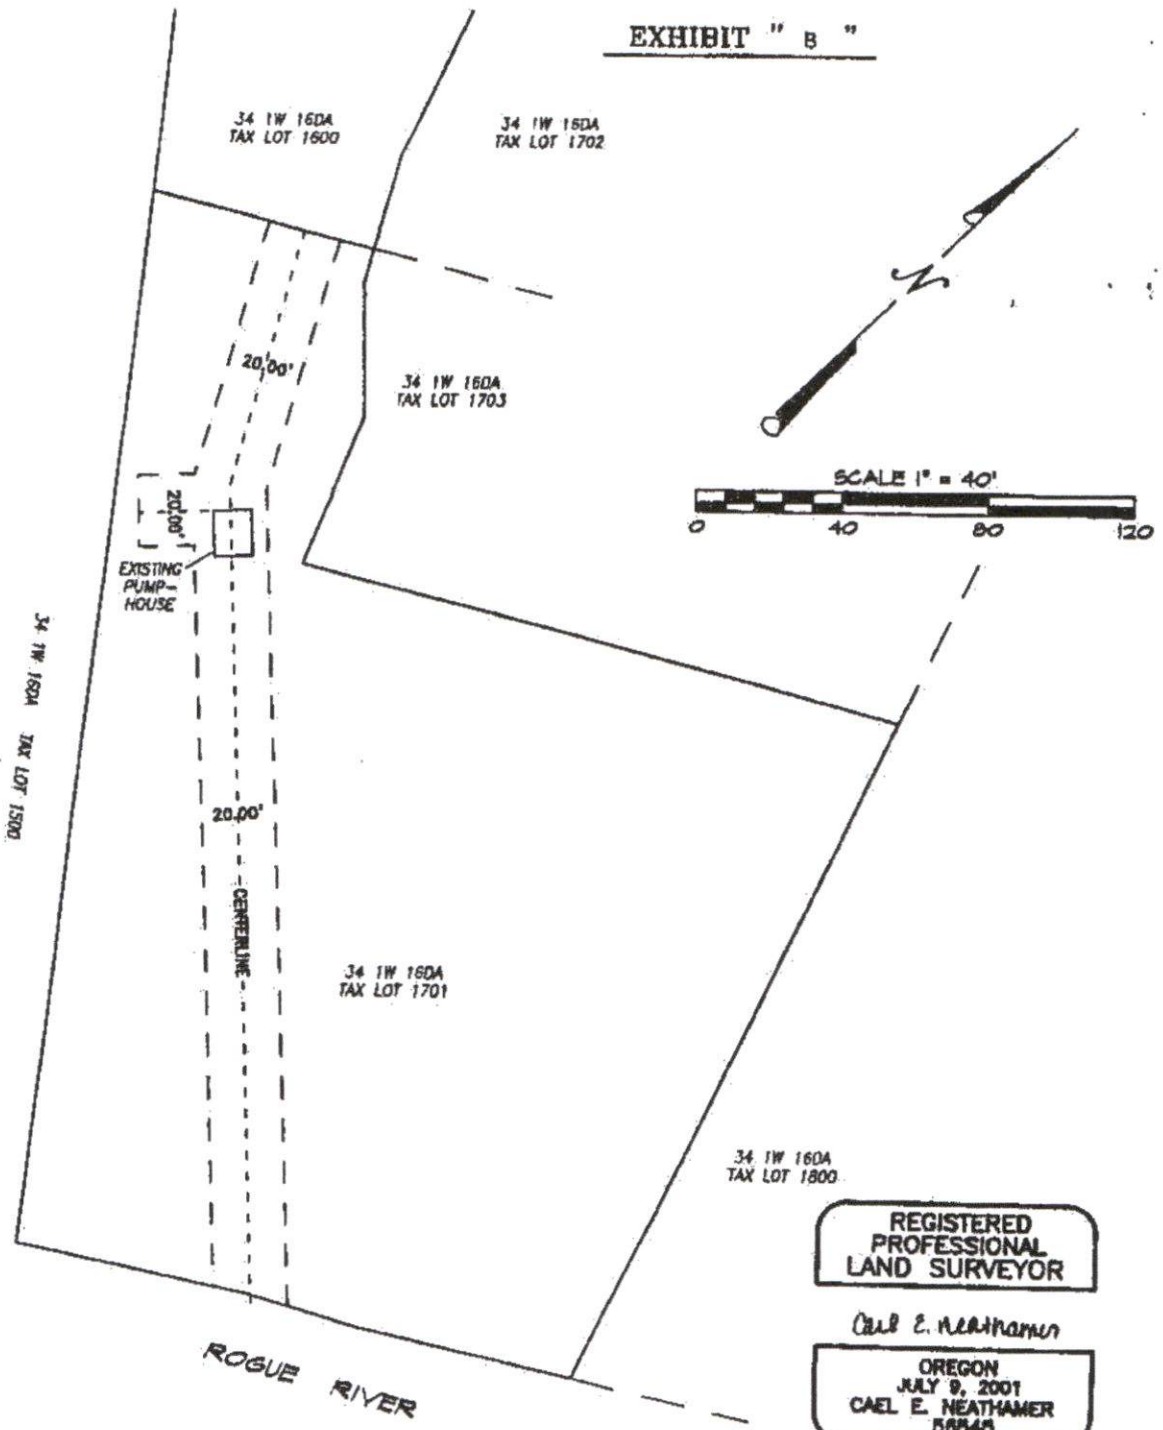 EXHIBIT " B "
34 1W 16DA
TAX LOT 1600
34 1W 16DA
TAX LOT 1702
N
20.00'
34 1W 16DA
TAX LOT 1703
SCALE 1" = 40'
0 40 80 120
20.00'
EXISTING
PUMP-
HOUSE
34 1W 16DA TAX LOT 1500
20.00'
CENTERLINE
34 1W 16DA
TAX LOT 1701
34 1W 16DA
TAX LOT 1800
REGISTERED
PROFESSIONAL
LAND SURVEYOR
Cael E. Neathamer
OREGON
JULY 9, 2001
CAEL E. NEATHAMER
ROGUE RIVER